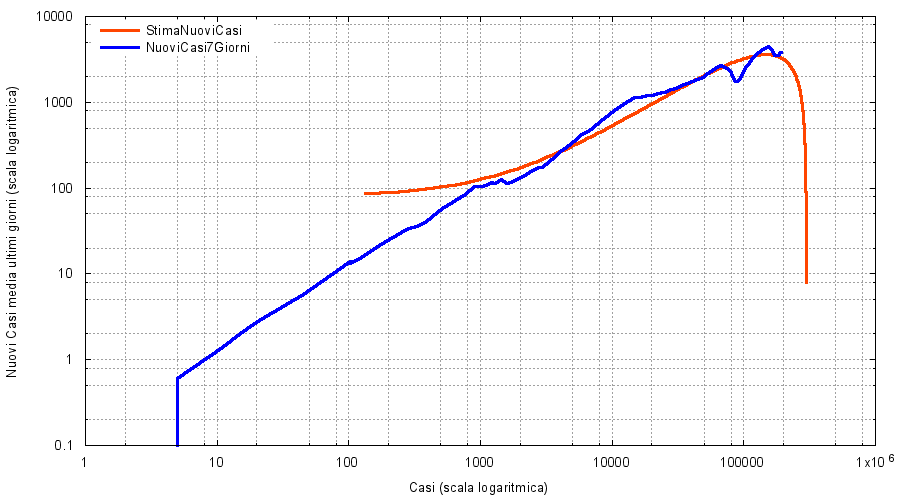 10000
1000
100
10
1
0.1
Nuovi Casi media ultimi giorni (scala logaritmica)
StimaNuoviCasi
NuoviCasi7Giorni
1 10 100 1000 10000 100000 1x10 6
Casi (scala logaritmica)